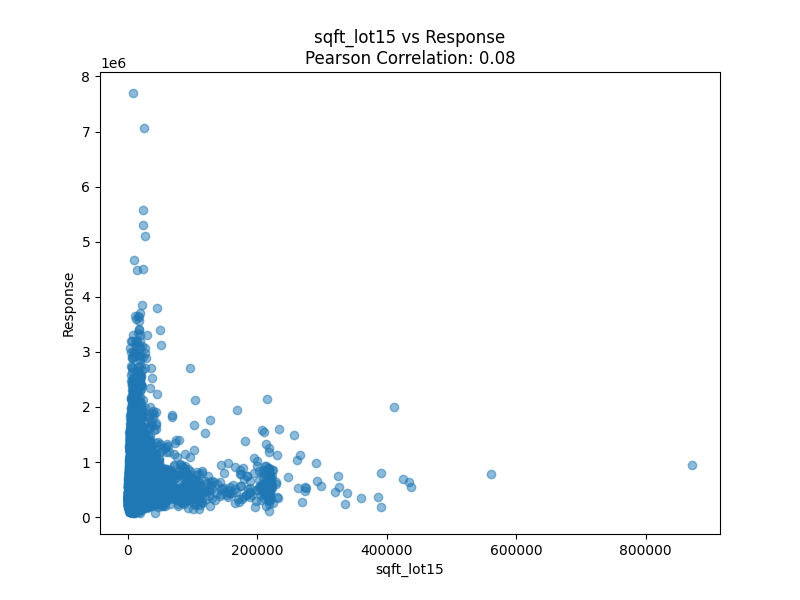 sqft_lot15 vs Response
Pearson Correlation: 0.08
1e6
8
7
6
5
4
3
2
1
0
Response
0 200000 400000 600000 800000
sqft_lot15